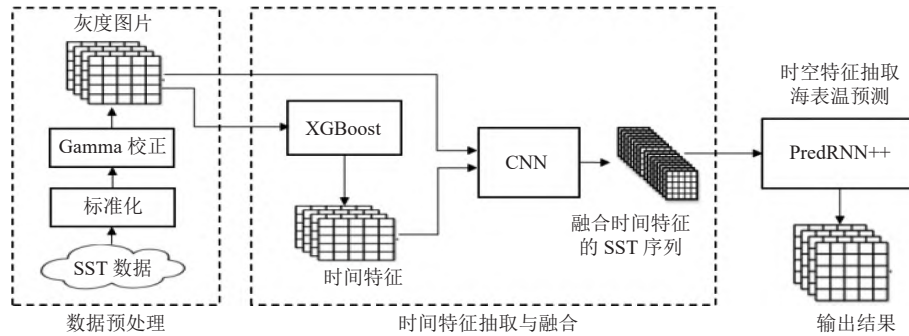 灰度图片
Gamma 校正
标准化
SST 数据
数据预处理
XGBoost
时间特征
CNN
融合时间特征
的 SST 序列
时间特征抽取与融合
时空特征抽取
海表温预测
PredRNN++
输出结果